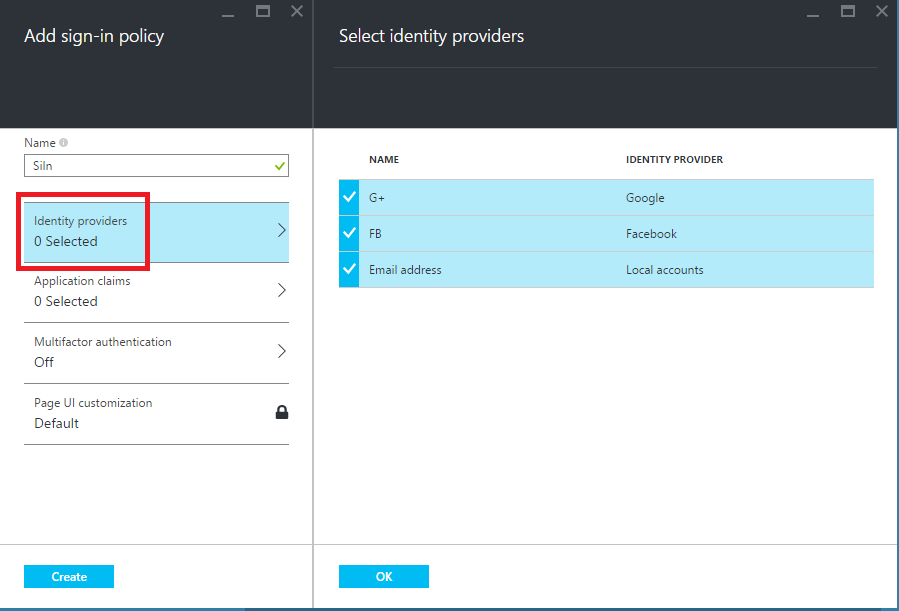 Add sign-in policy
Name
SiIn
Identity providers
0 Selected
Application claims
0 Selected
Multifactor authentication
Off
Page UI customization
Default
Create
Select identity providers
NAME IDENTITY PROVIDER
G+ Google
FB Facebook
Email address Local accounts
OK